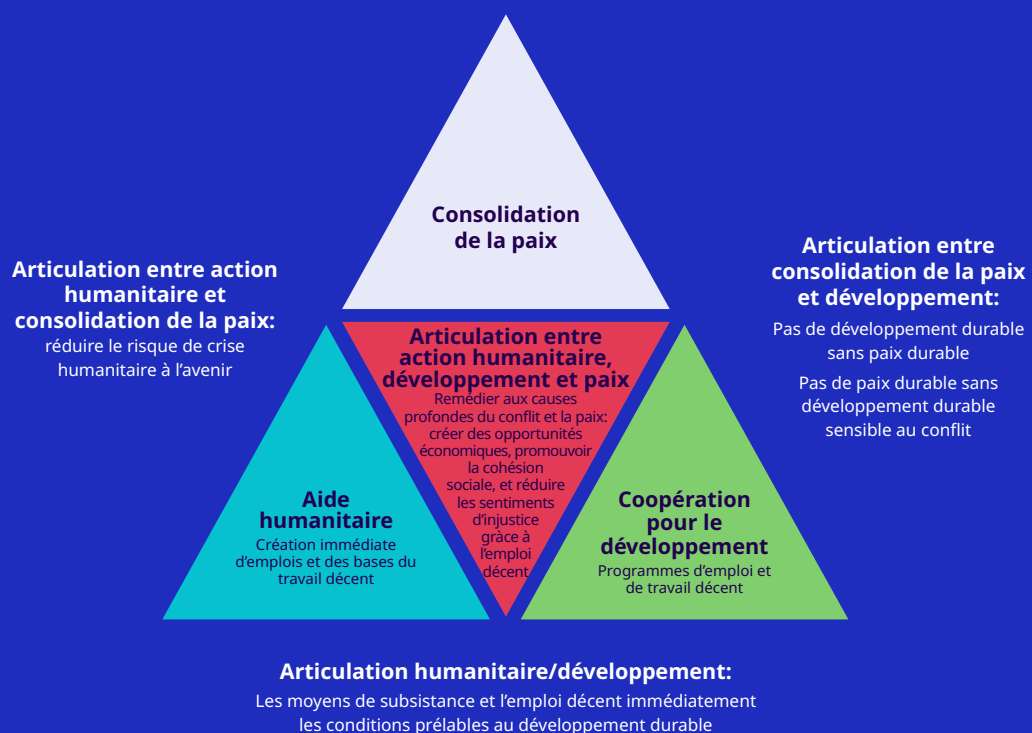 Consolidation
de la paix
Articulation entre action
humanitaire et
consolidation de la paix:
réduire le risque de crise
humanitaire à l’avenir
Articulation entre
consolidation de la paix
et développement:
Pas de développement durable
sans paix durable
Pas de paix durable sans
développement durable
sensible au conflit
Articulation entre
action humanitaire,
développement et paix
Remédier aux causes
profondes du conflit et la paix:
créer des opportunités
économiques, promouvoir
la cohésion
sociale, et réduire
les sentiments
d’injustice
grâce à
l’emploi
décent
Aide
humanitaire
Création immédiate
d’emplois et des bases du
travail décent
Coopération
pour le
développement
Programmes d’emploi et
de travail décent
Articulation humanitaire/développement:
Les moyens de subsistance et l’emploi décent immédiatement
les conditions prélables au développement durable